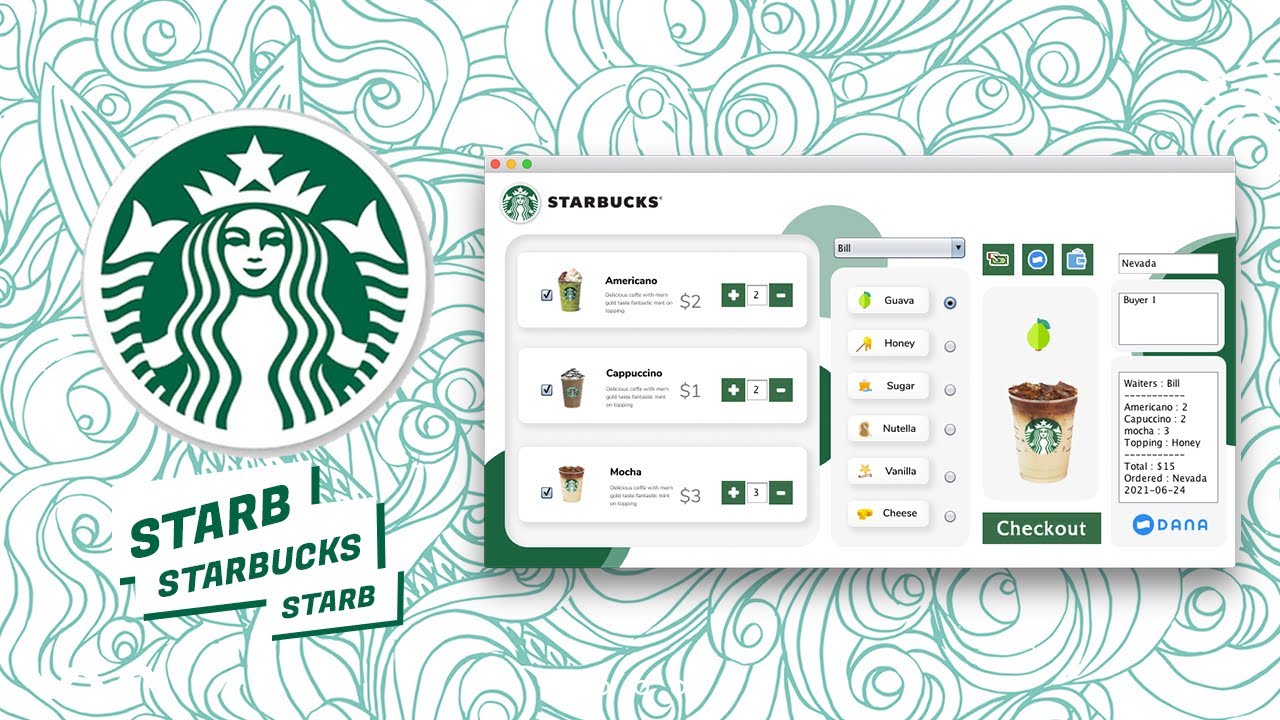 STARBUCKS®
Bill
Nevada
Americano
Delicious coffe with mern
gold taste fantastic mint on
topping
$2
2
Cappuccino
Delicious coffe with mern
gold taste fantastic mint
on topping
$1
2
Mocha
Delicious coffe with mern
gold taste fantastic mint
on topping
$3
3
Guava
Honey
Sugar
Nutella
Vanilla
Cheese
Checkout
Buyer 1
Waiters : Bill
-----------
Americano : 2
Capuccino : 2
mocha : 3
Topping : Honey
-----------
Total : $15
Ordered : Nevada
2021-06-24
DANA
STARB
STARBUCKS
STARB